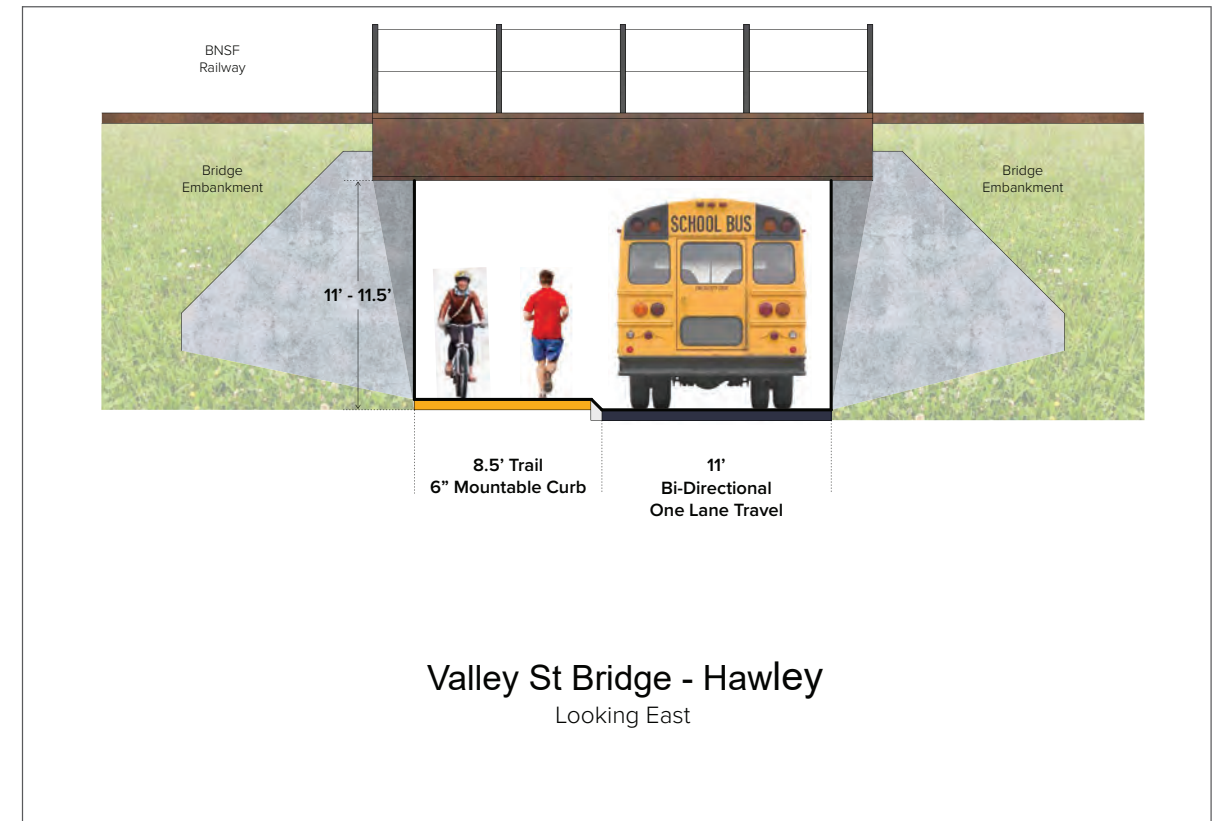 BNSF
Railway
Bridge
Embankment
Bridge
Embankment
SCHOOL BUS
11’ - 11.5’
8.5’ Trail
6” Mountable Curb
11’
Bi-Directional
One Lane Travel
Valley St Bridge - Hawley
Looking East